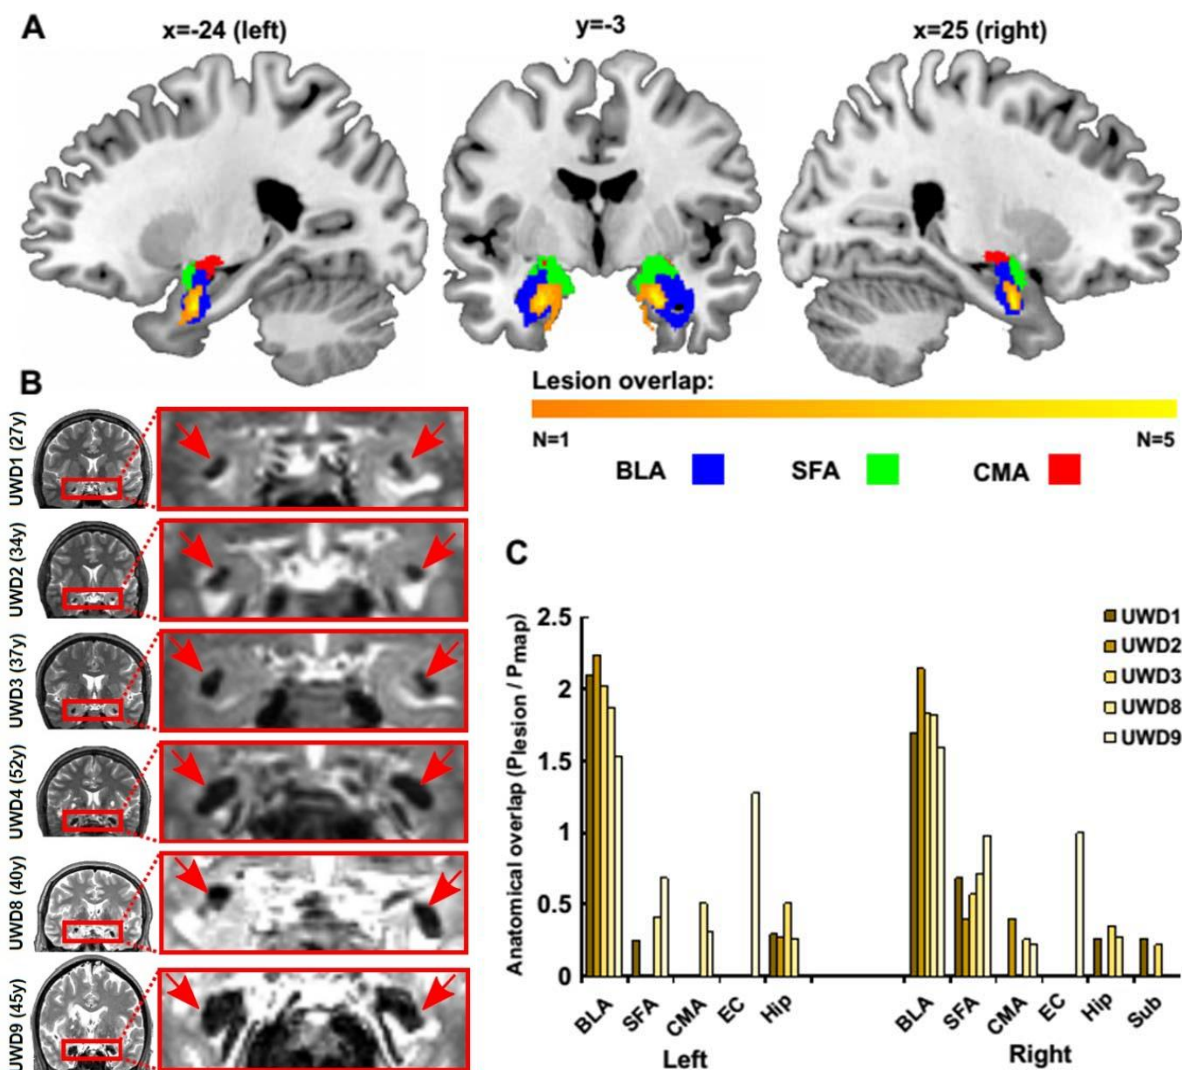 A
x=-24 (left)
y=-3
x=25 (right)
Lesion overlap:
N=1
N=5
BLA
SFA
CMA
B
UWD1 (27y)
UWD2 (34y)
UWD3 (37y)
UWD4 (52y)
UWD8 (40y)
UWD9 (45y)
C
Anatomical overlap (Plesion / Pmap)
2.5
2
1.5
1
0.5
0
UWD1
UWD2
UWD3
UWD8
UWD9
BLA SFA CMA EC Hip
BLA SFA CMA EC Hip Sub
Left
Right